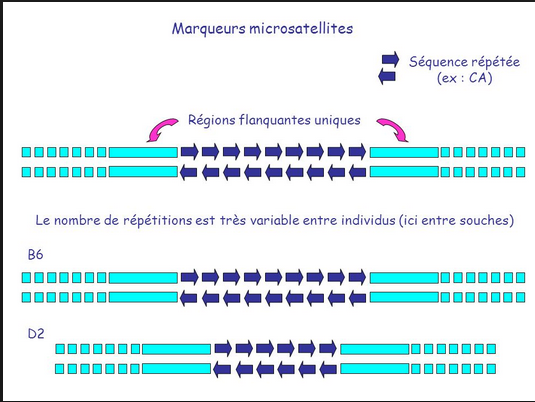 Marqueurs microsatellites
Séquence répétée
(ex : CA)
Régions flanquantes uniques
Le nombre de répétitions est très variable entre individus (ici entre souches)
B6
D2